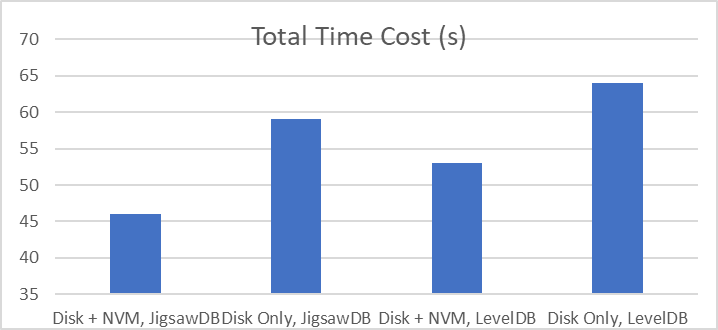 Total Time Cost (s)
70
65
60
55
50
45
40
35
Disk + NVM, JigsawDB
Disk Only, JigsawDB
Disk + NVM, LevelDB
Disk Only, LevelDB